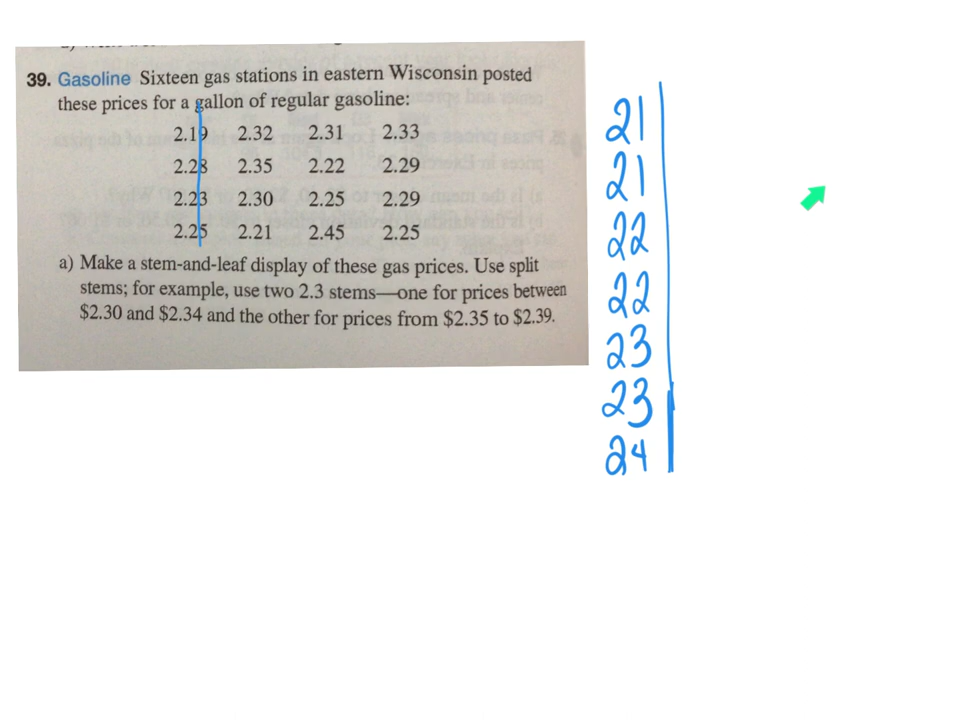 39. Gasoline Sixteen gas stations in eastern Wisconsin posted
these prices for a gallon of regular gasoline:
2.19 2.32 2.31 2.33
2.28 2.35 2.22 2.29
2.23 2.30 2.25 2.29
2.25 2.21 2.45 2.25
a) Make a stem-and-leaf display of these gas prices. Use split
stems; for example, use two 2.3 stems—one for prices between
$2.30 and $2.34 and the other for prices from $2.35 to $2.39.
21
21
22
22
23
23
24